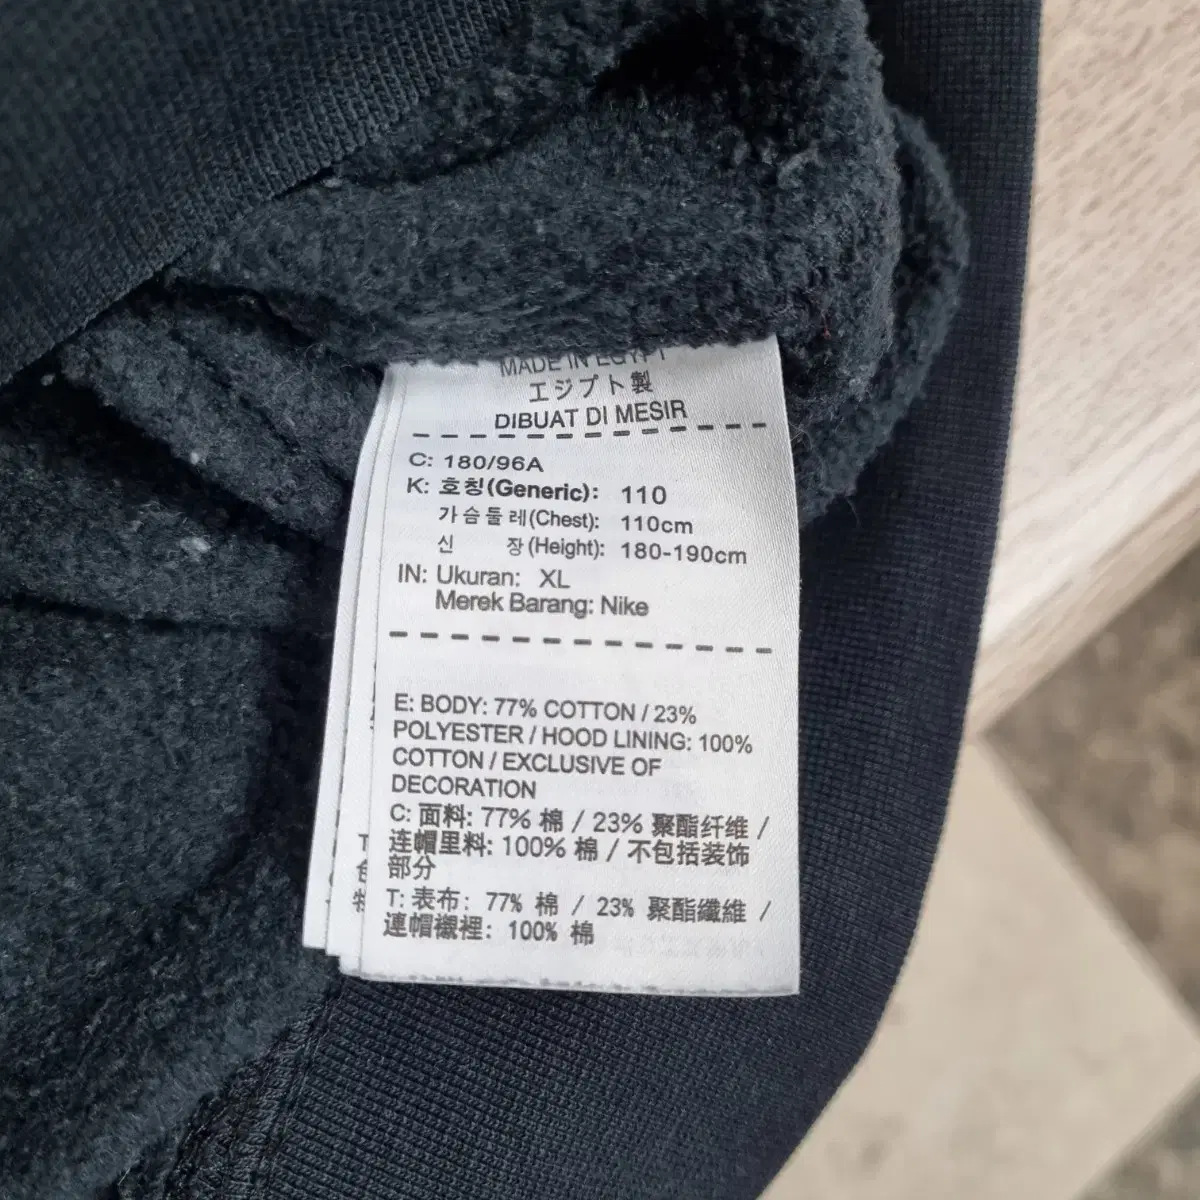 MADE IN EGYPT
エジプト製
DIBUAT DI MESIR
C: 180/96A
K: 호칭(Generic): 110
가슴둘레(Chest): 110cm
신 장(Height): 180-190cm
IN: Ukuran: XL
Merek Barang: Nike
E: BODY: 77% COTTON / 23%
POLYESTER / HOOD LINING: 100%
COTTON / EXCLUSIVE OF
DECORATION
C: 面料: 77% 棉 / 23% 聚酯纤维 /
连帽里料: 100% 棉 / 不包括装饰
部分
T: 表布: 77% 棉 / 23% 聚酯纖維 /
連帽襯裡: 100% 棉